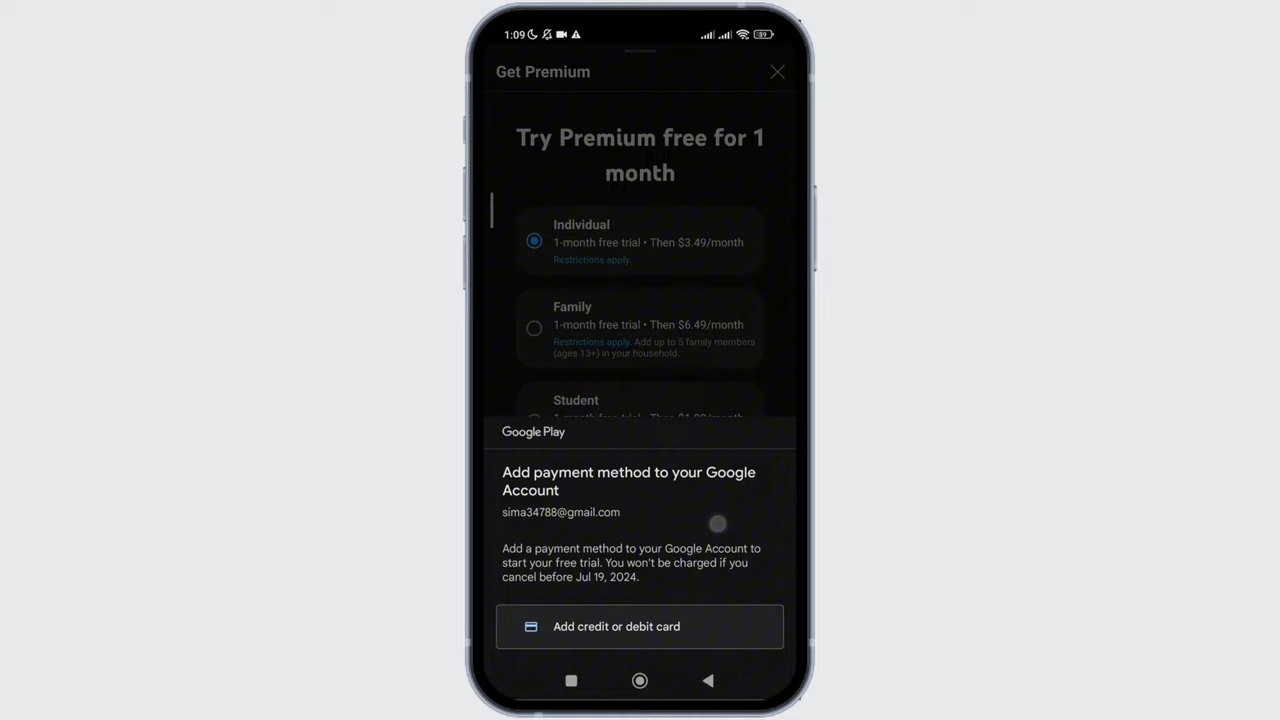 1:09
39
Get Premium
Try Premium free for 1
month
Individual
1-month free trial • Then $3.49/month
Restrictions apply.
Family
1-month free trial • Then $6.49/month
Restrictions apply. Add up to 5 family members
(ages 13+) in your household.
Student
Google Play
Add payment method to your Google
Account
sima34788@gmail.com
Add a payment method to your Google Account to
start your free trial. You won't be charged if you
cancel before Jul 19, 2024.
Add credit or debit card